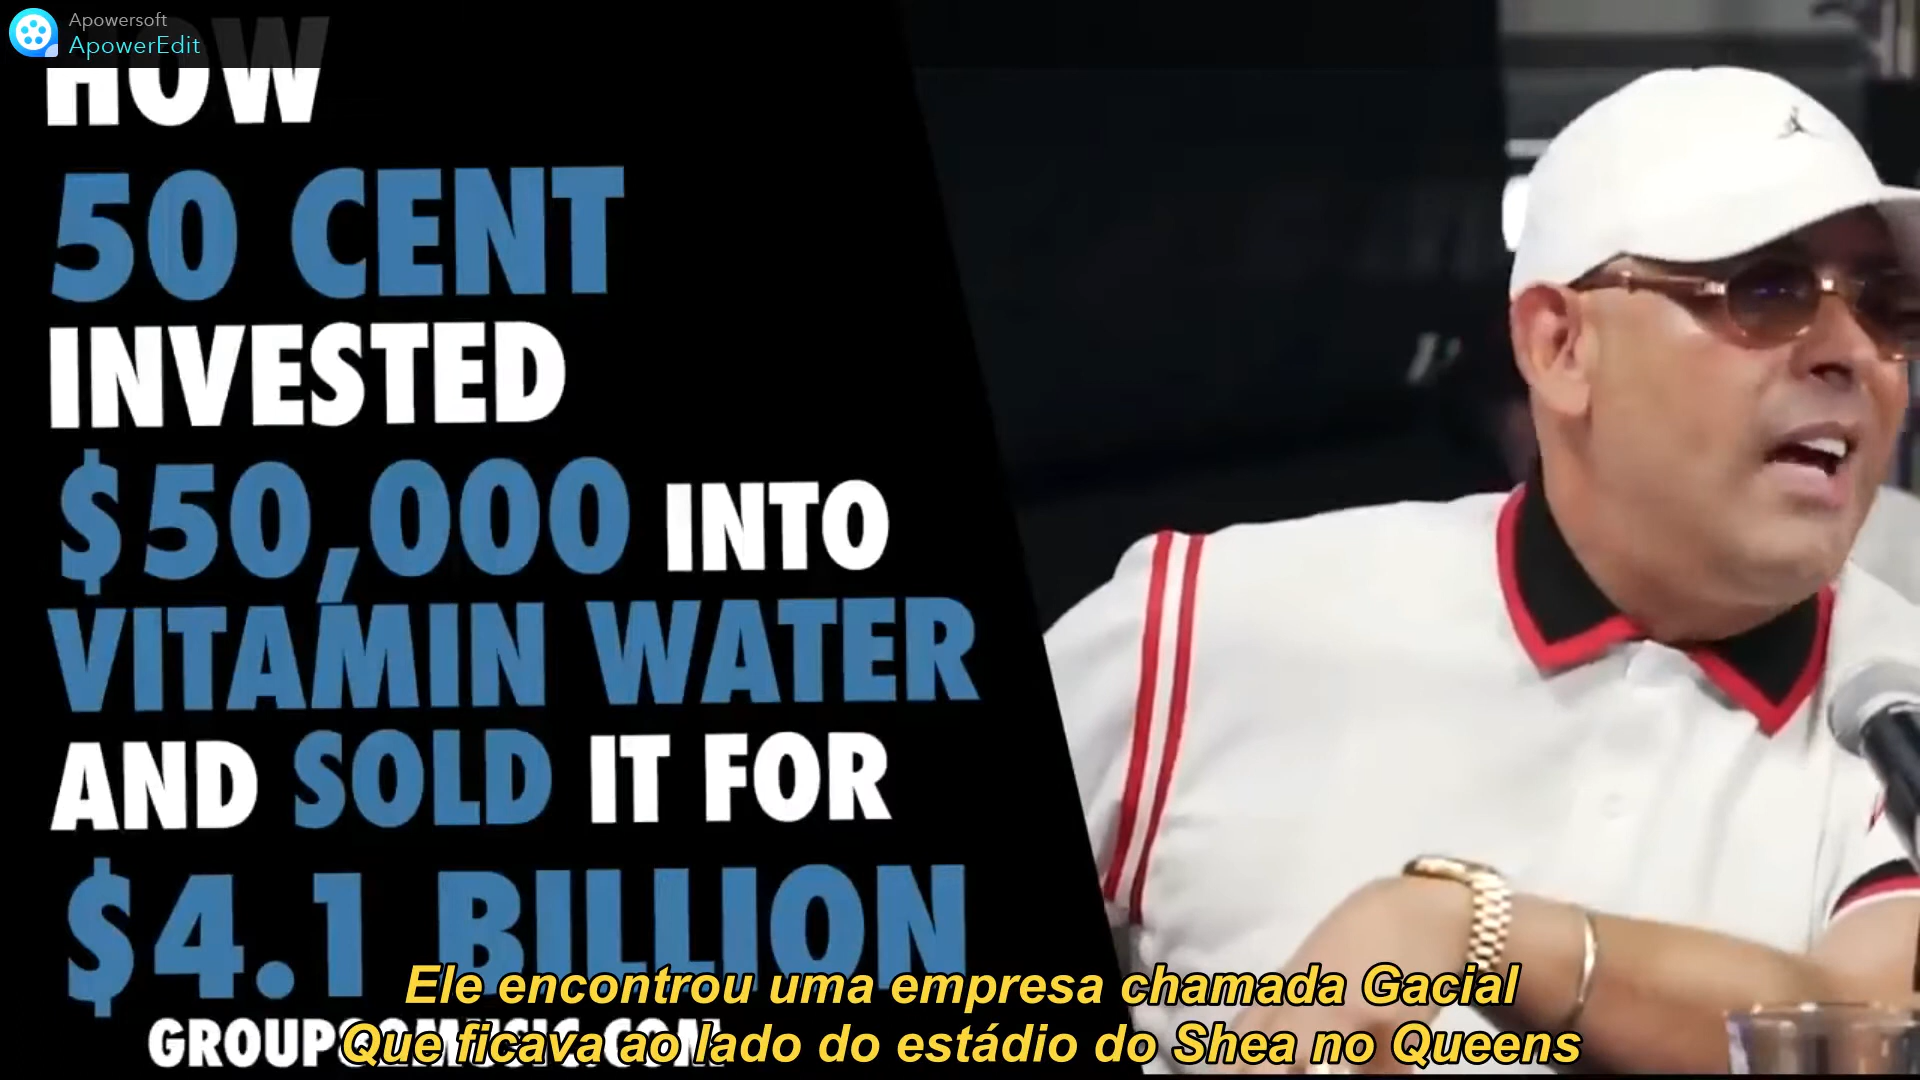 Apowersoft
ApowerEdit
HOW
50 CENT
INVESTED
$50,000 INTO
VITAMIN WATER
AND SOLD IT FOR
$4.1 BILLION
Ele encontrou uma empresa chamada Gacial
Que ficava ao lado do estádio do Shea no Queens